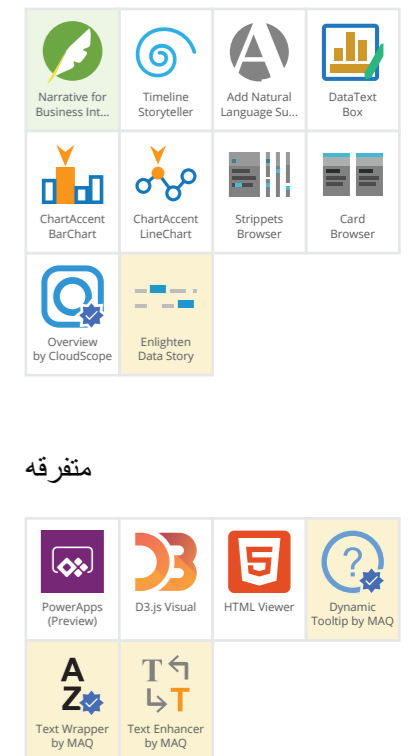 Narrative for
Business Int...
Timeline
Storyteller
Add Natural
Language Su...
DataText
Box
ChartAccent
BarChart
ChartAccent
LineChart
Strippets
Browser
Card
Browser
Overview
by CloudScope
Enlighten
Data Story
متفرقه
PowerApps
(Preview)
D3.js Visual
HTML Viewer
Dynamic
Tooltip by MAQ
A
Z
Text Wrapper
by MAQ
T
T
Text Enhancer
by MAQ